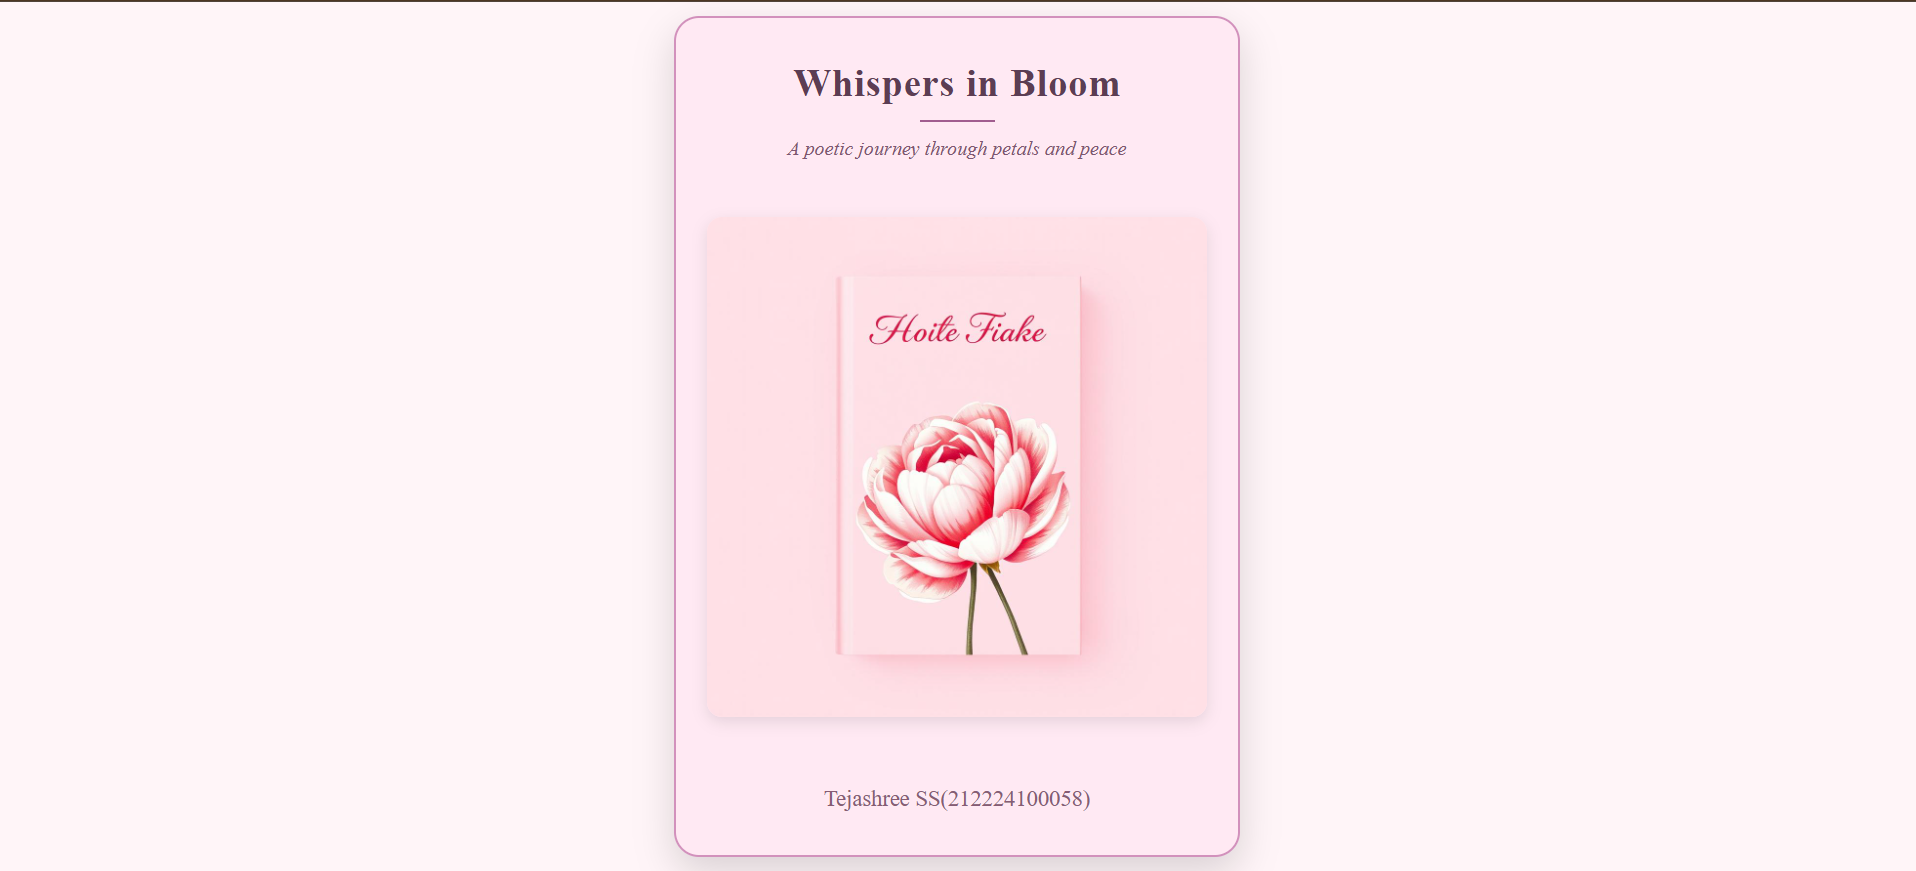 Whispers in Bloom
A poetic journey through petals and peace
Hoite Fiake
Tejashree SS(212224100058)